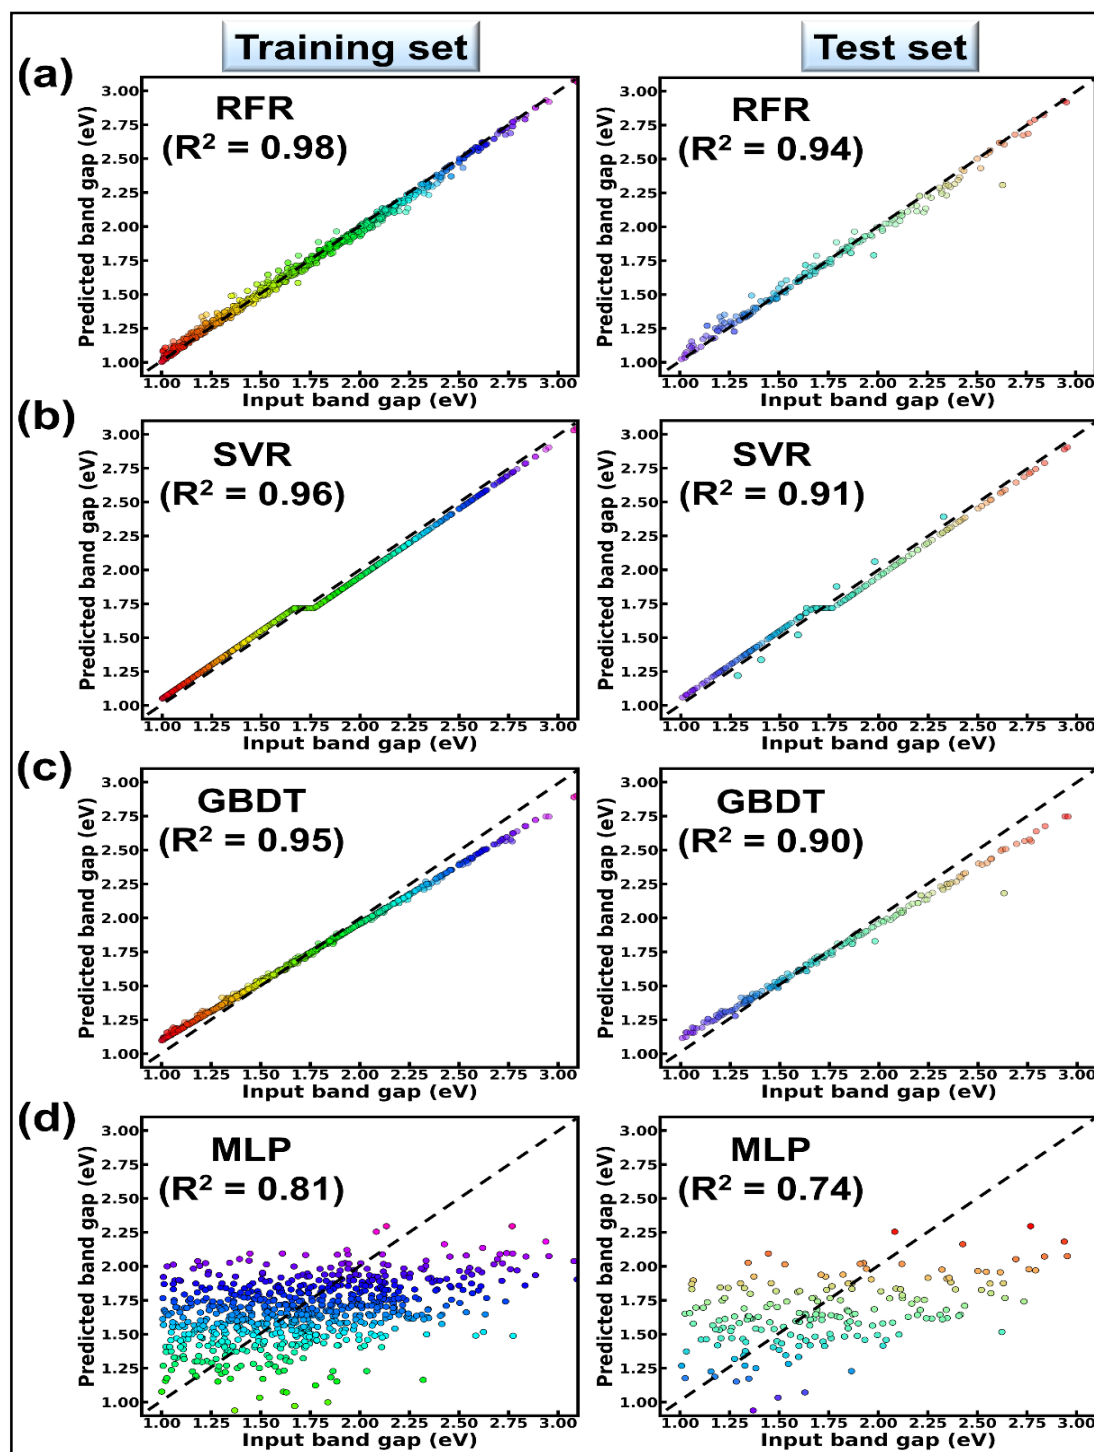 Training set
Test set
(a)
RFR
(R² = 0.98)
Predicted band gap (eV)
3.00
2.75
2.50
2.25
2.00
1.75
1.50
1.25
1.00
1.00 1.25 1.50 1.75 2.00 2.25 2.50 2.75 3.00
Input band gap (eV)
RFR
(R² = 0.94)
Predicted band gap (eV)
3.00
2.75
2.50
2.25
2.00
1.75
1.50
1.25
1.00
1.00 1.25 1.50 1.75 2.00 2.25 2.50 2.75 3.00
Input band gap (eV)
(b)
SVR
(R² = 0.96)
Predicted band gap (eV)
3.00
2.75
2.50
2.25
2.00
1.75
1.50
1.25
1.00
1.00 1.25 1.50 1.75 2.00 2.25 2.50 2.75 3.00
Input band gap (eV)
SVR
(R² = 0.91)
Predicted band gap (eV)
3.00
2.75
2.50
2.25
2.00
1.75
1.50
1.25
1.00
1.00 1.25 1.50 1.75 2.00 2.25 2.50 2.75 3.00
Input band gap (eV)
(c)
GBDT
(R² = 0.95)
Predicted band gap (eV)
3.00
2.75
2.50
2.25
2.00
1.75
1.50
1.25
1.00
1.00 1.25 1.50 1.75 2.00 2.25 2.50 2.75 3.00
Input band gap (eV)
GBDT
(R² = 0.90)
Predicted band gap (eV)
3.00
2.75
2.50
2.25
2.00
1.75
1.50
1.25
1.00
1.00 1.25 1.50 1.75 2.00 2.25 2.50 2.75 3.00
Input band gap (eV)
(d)
MLP
(R² = 0.81)
Predicted band gap (eV)
3.00
2.75
2.50
2.25
2.00
1.75
1.50
1.25
1.00
1.00 1.25 1.50 1.75 2.00 2.25 2.50 2.75 3.00
Input band gap (eV)
MLP
(R² = 0.74)
Predicted band gap (eV)
3.00
2.75
2.50
2.25
2.00
1.75
1.50
1.25
1.00
1.00 1.25 1.50 1.75 2.00 2.25 2.50 2.75 3.00
Input band gap (eV)